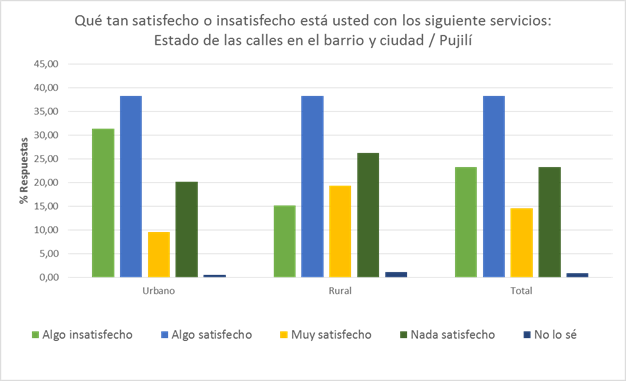 Qué tan satisfecho o insatisfecho está usted con los siguiente servicios:
Estado de las calles en el barrio y ciudad / Pujilí
45,00
40,00
35,00
30,00
25,00
20,00
15,00
10,00
5,00
0,00
% Respuestas
Urbano Rural Total
Algo insatisfecho Algo satisfecho Muy satisfecho Nada satisfecho No lo sé